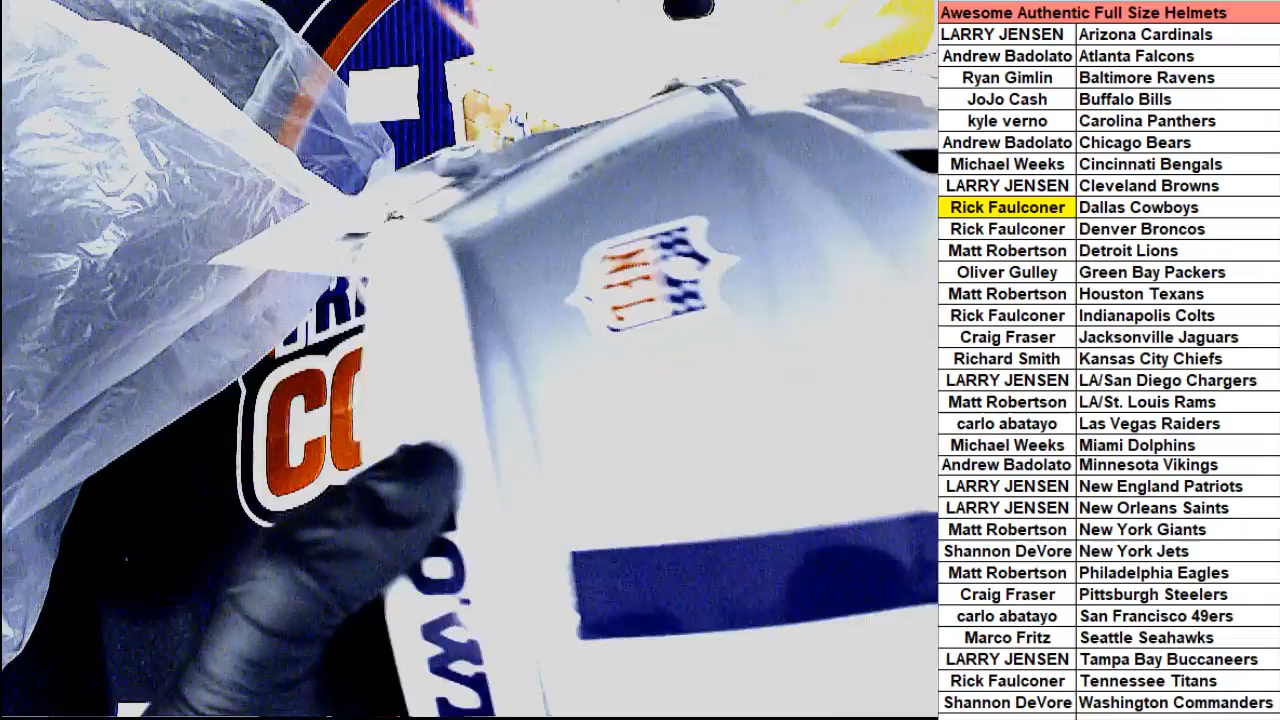 Awesome Authentic Full Size Helmets
LARRY JENSEN Arizona Cardinals
Andrew Badolato Atlanta Falcons
Ryan Gimlin Baltimore Ravens
JoJo Cash Buffalo Bills
kyle verno Carolina Panthers
Andrew Badolato Chicago Bears
Michael Weeks Cincinnati Bengals
LARRY JENSEN Cleveland Browns
Rick Faulconer Dallas Cowboys
Rick Faulconer Denver Broncos
Matt Robertson Detroit Lions
Oliver Gulley Green Bay Packers
Matt Robertson Houston Texans
Rick Faulconer Indianapolis Colts
Craig Fraser Jacksonville Jaguars
Richard Smith Kansas City Chiefs
LARRY JENSEN LA/San Diego Chargers
Matt Robertson LA/St. Louis Rams
carlo abatayo Las Vegas Raiders
Michael Weeks Miami Dolphins
Andrew Badolato Minnesota Vikings
LARRY JENSEN New England Patriots
LARRY JENSEN New Orleans Saints
Matt Robertson New York Giants
Shannon DeVore New York Jets
Matt Robertson Philadelphia Eagles
Craig Fraser Pittsburgh Steelers
carlo abatayo San Francisco 49ers
Marco Fritz Seattle Seahawks
LARRY JENSEN Tampa Bay Buccaneers
Rick Faulconer Tennessee Titans
Shannon DeVore Washington Commanders